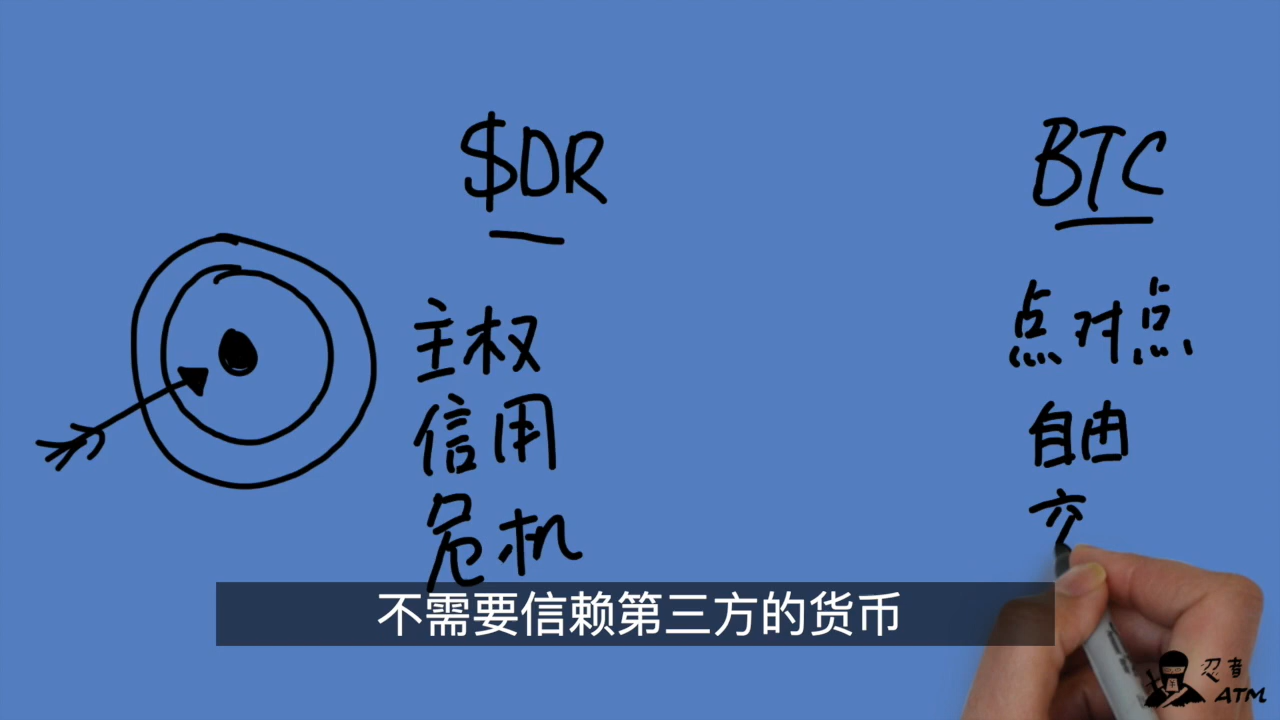 $DR
BTC
主权
信用
危机
点对点
自由
交
不需要信赖第三方的货币
忍者
ATM